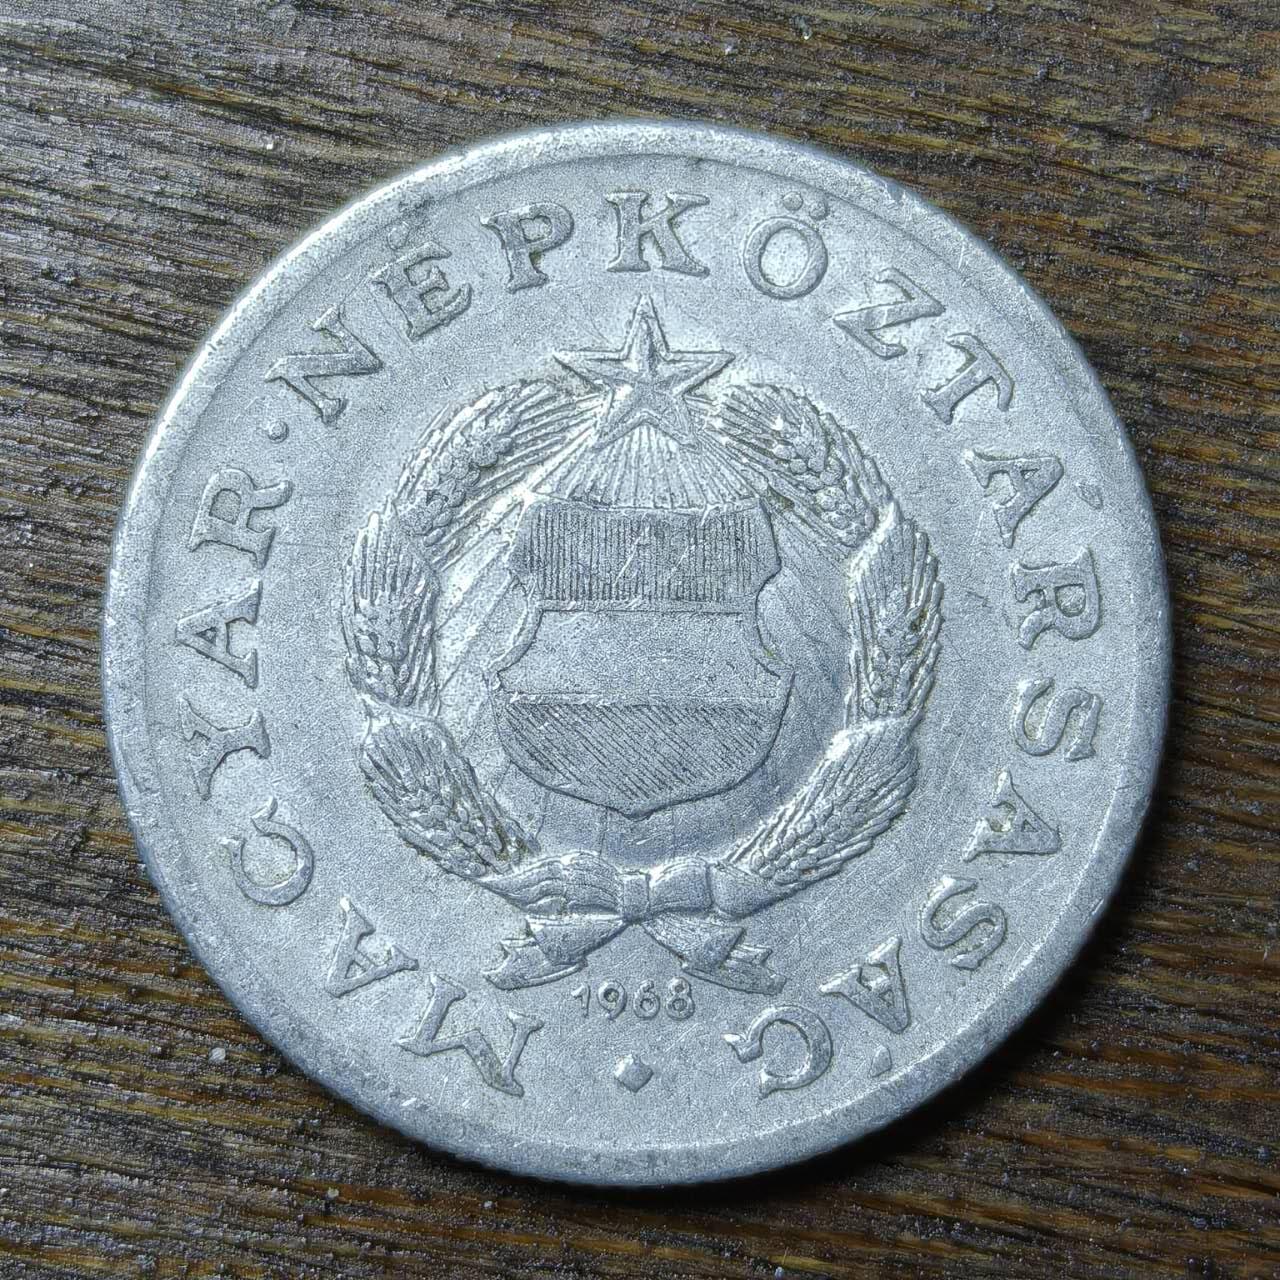 MAGYAR · NÉPKÖZTÁRSASÁG
1968